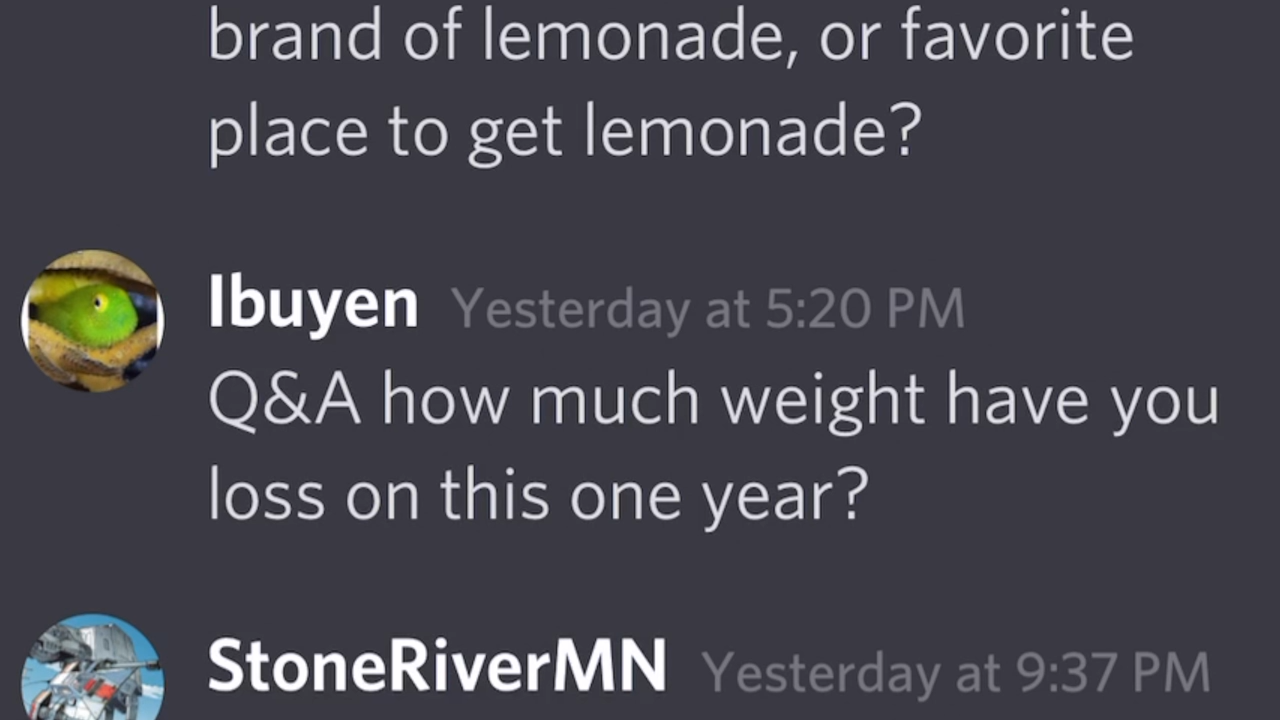 brand of lemonade, or favorite
place to get lemonade?
Ibuyen Yesterday at 5:20 PM
Q&A how much weight have you
loss on this one year?
StoneRiverMN Yesterday at 9:37 PM